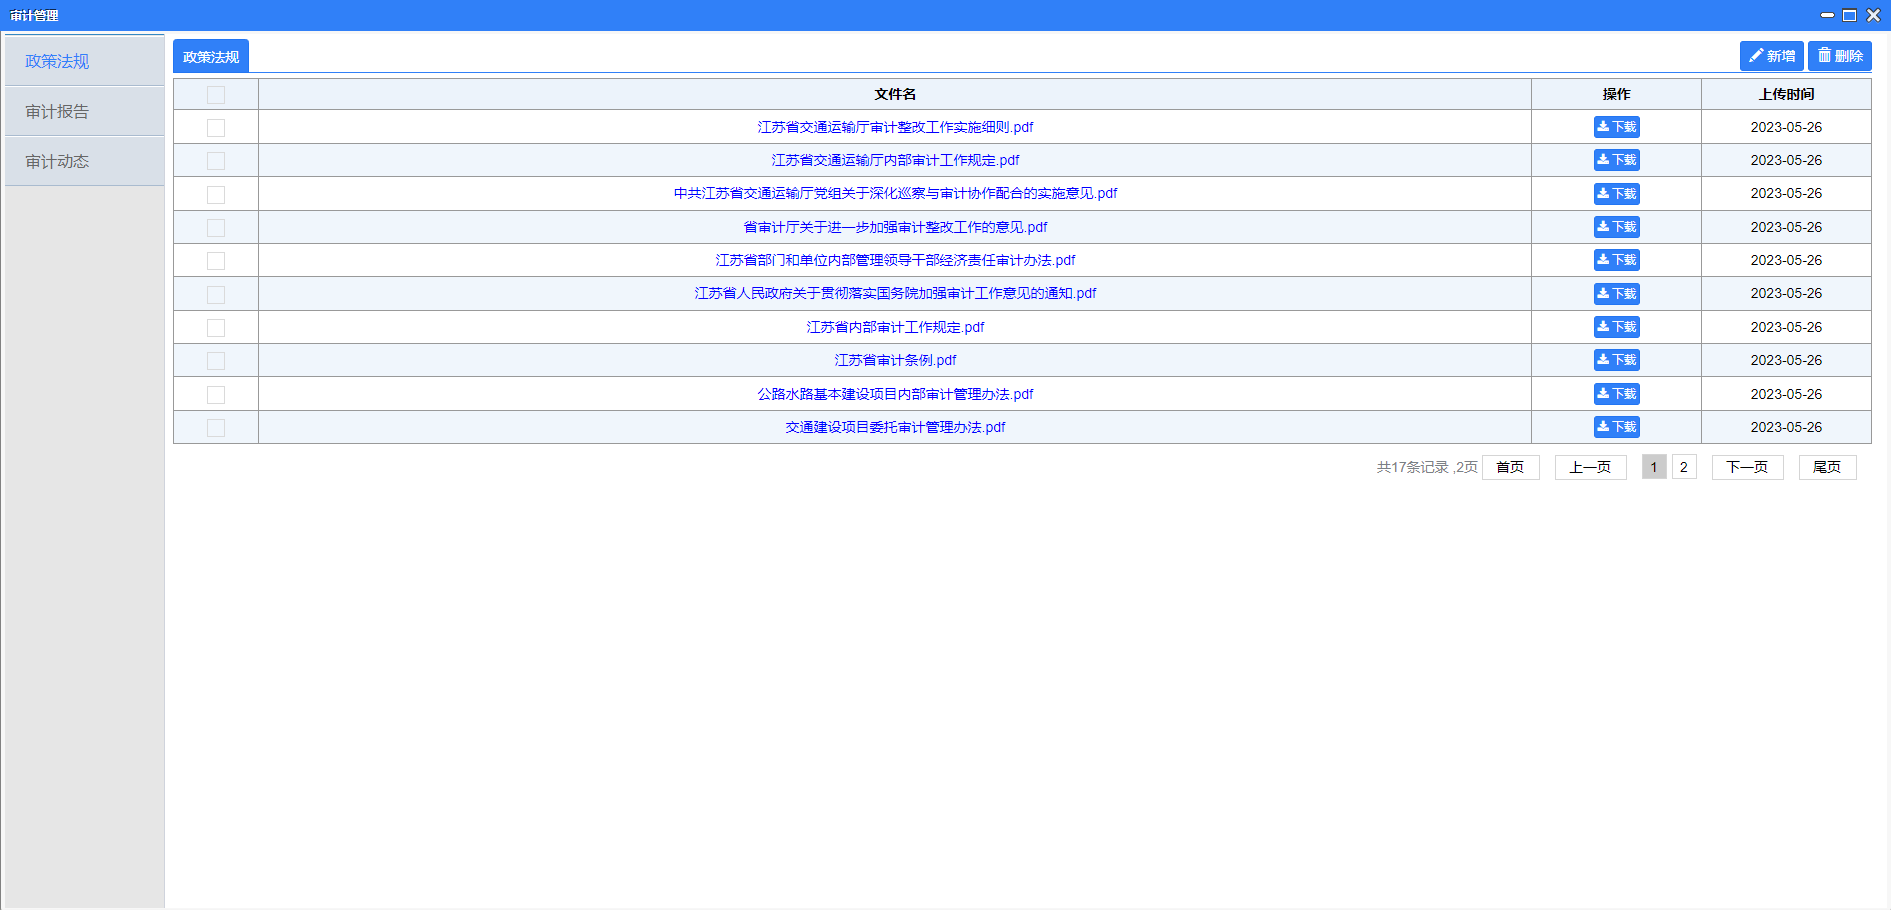 审计管理
政策法规
审计报告
审计动态
政策法规
新增 删除
文件名 操作 上传时间
江苏省交通运输厅审计整改工作实施细则.pdf 下载 2023-05-26
江苏省交通运输厅内部审计工作规定.pdf 下载 2023-05-26
中共江苏省交通运输厅党组关于深化巡察与审计协作配合的实施意见.pdf 下载 2023-05-26
省审计厅关于进一步加强审计整改工作的意见.pdf 下载 2023-05-26
江苏省部门和单位内部管理领导干部经济责任审计办法.pdf 下载 2023-05-26
江苏省人民政府关于贯彻落实国务院加强审计工作意见的通知.pdf 下载 2023-05-26
江苏省内部审计工作规定.pdf 下载 2023-05-26
江苏省审计条例.pdf 下载 2023-05-26
公路水路基本建设项目内部审计管理办法.pdf 下载 2023-05-26
交通建设项目委托审计管理办法.pdf 下载 2023-05-26
共17条记录 ,2页 首页 上一页 1 2 下一页 尾页